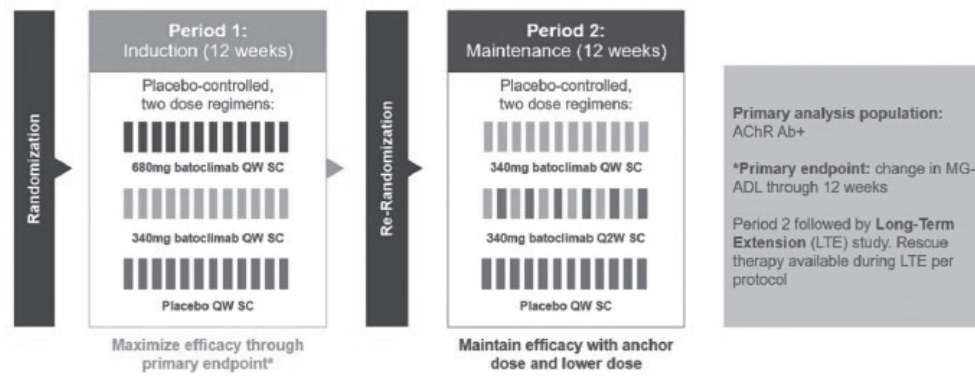 Randomization
Period 1:
Induction (12 weeks)
Placebo-controlled,
two dose regimens:
680mg batoclimab QW SC
340mg batoclimab QW SC
Placebo QW SC
Maximize efficacy through
primary endpoint*
Re-Randomization
Period 2:
Maintenance (12 weeks)
Placebo-controlled,
two dose regimens:
340mg batoclimab QW SC
340mg batoclimab Q2W SC
Placebo QW SC
Maintain efficacy with anchor
dose and lower dose
Primary analysis population:
AChR Ab+
*Primary endpoint: change in MG-
ADL through 12 weeks
Period 2 followed by Long-Term
Extension (LTE) study. Rescue
therapy available during LTE per
protocol